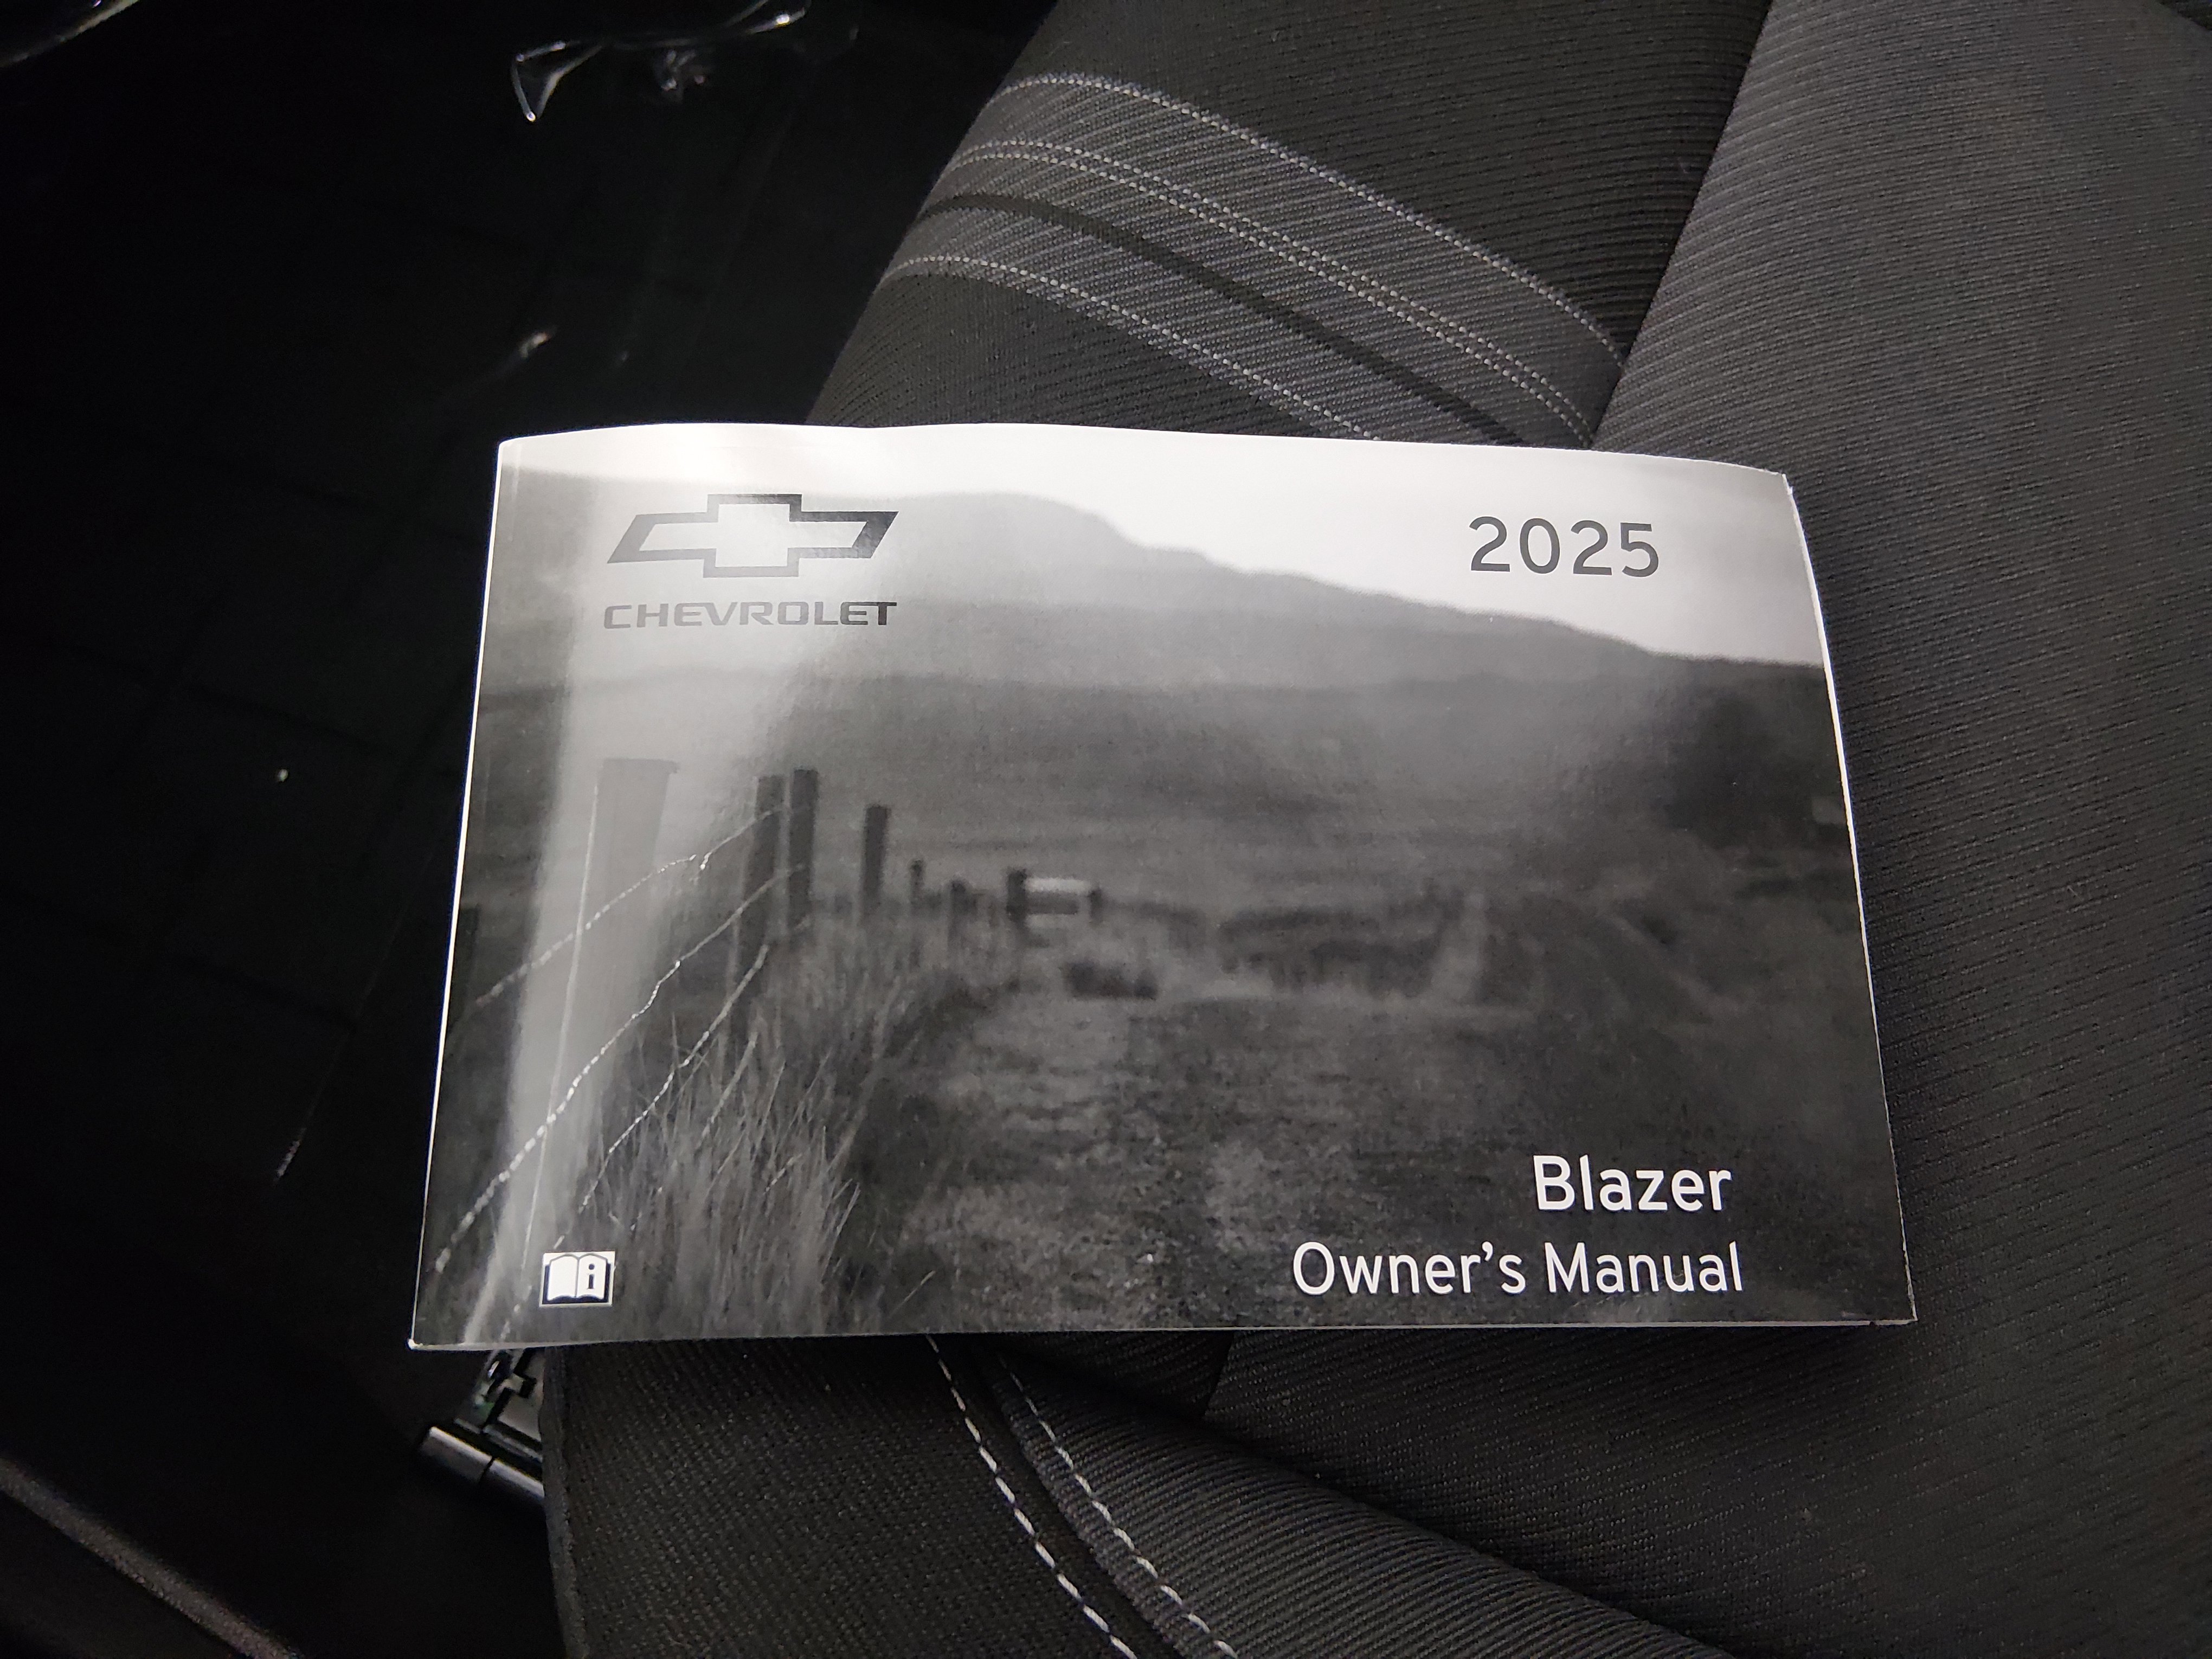 CHEVROLET
2025
Blazer
Owner's Manual